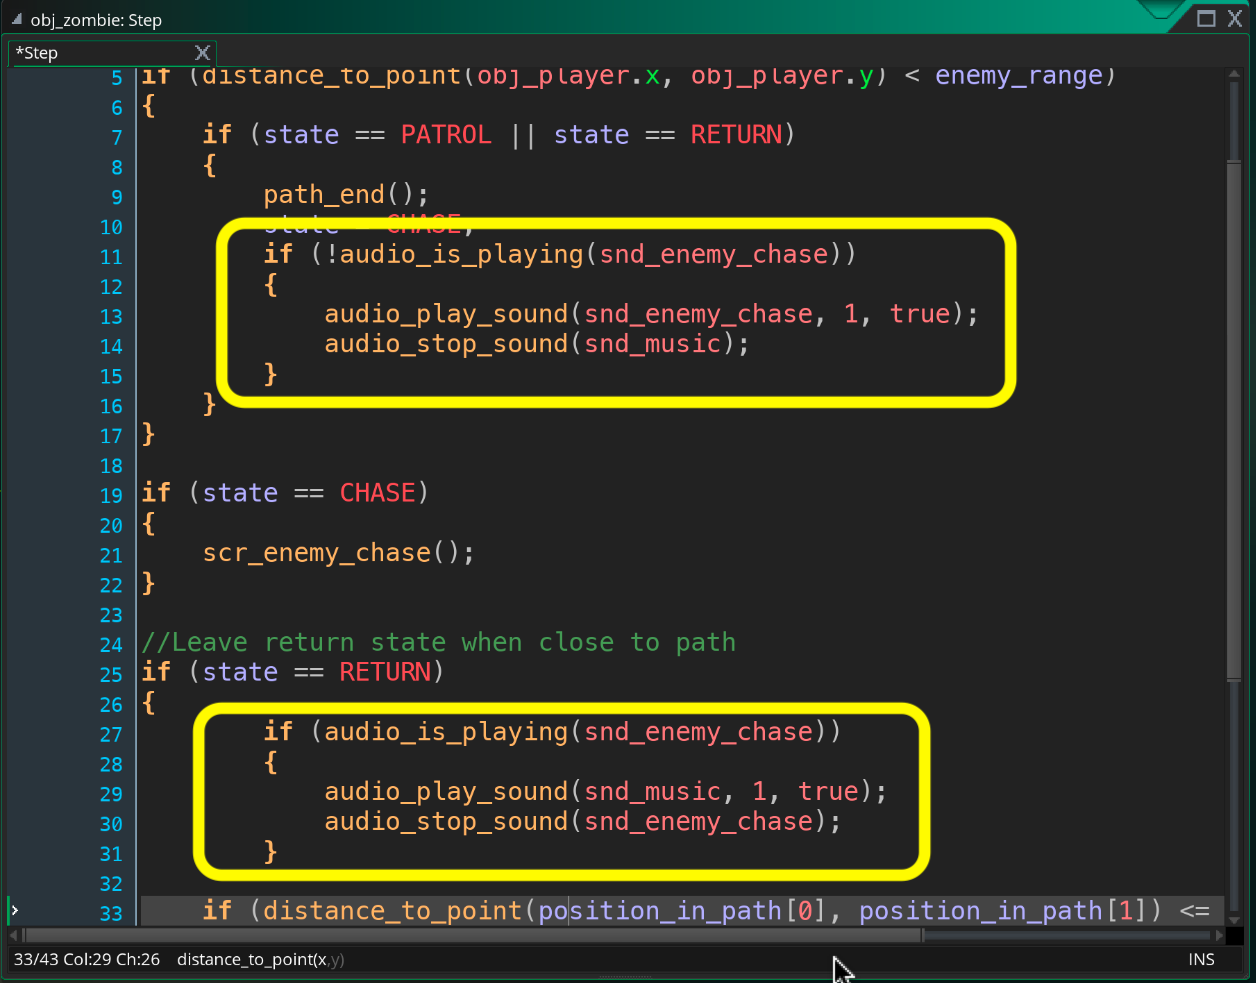 obj_zombie: Step
*Step
5 if (distance_to_point(obj_player.x, obj_player.y) < enemy_range)
6 {
7 if (state == PATROL || state == RETURN)
8 {
9 path_end();
10 state = CHASE;
11 if (!audio_is_playing(snd_enemy_chase))
12 {
13 audio_play_sound(snd_enemy_chase, 1, true);
14 audio_stop_sound(snd_music);
15 }
16 }
17 }
18
19 if (state == CHASE)
20 {
21 scr_enemy_chase();
22 }
23
24 //Leave return state when close to path
25 if (state == RETURN)
26 {
27 if (audio_is_playing(snd_enemy_chase))
28 {
29 audio_play_sound(snd_music, 1, true);
30 audio_stop_sound(snd_enemy_chase);
31 }
32
33 if (distance_to_point(position_in_path[0], position_in_path[1]) <=
33/43 Col:29 Ch:26 distance_to_point(x,y) INS